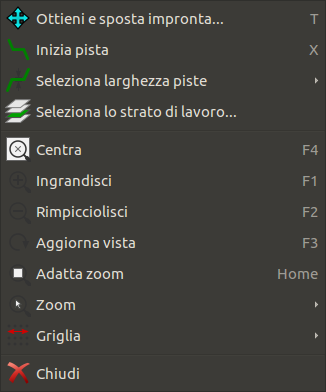 Ottieni e sposta impronta... T
Inizia pista X
Seleziona larghezza piste
Seleziona lo strato di lavoro...
Centra F4
Ingrandisci F1
Rimpicciolisci F2
Aggiorna vista F3
Adatta zoom Home
Zoom
Griglia
Chiudi